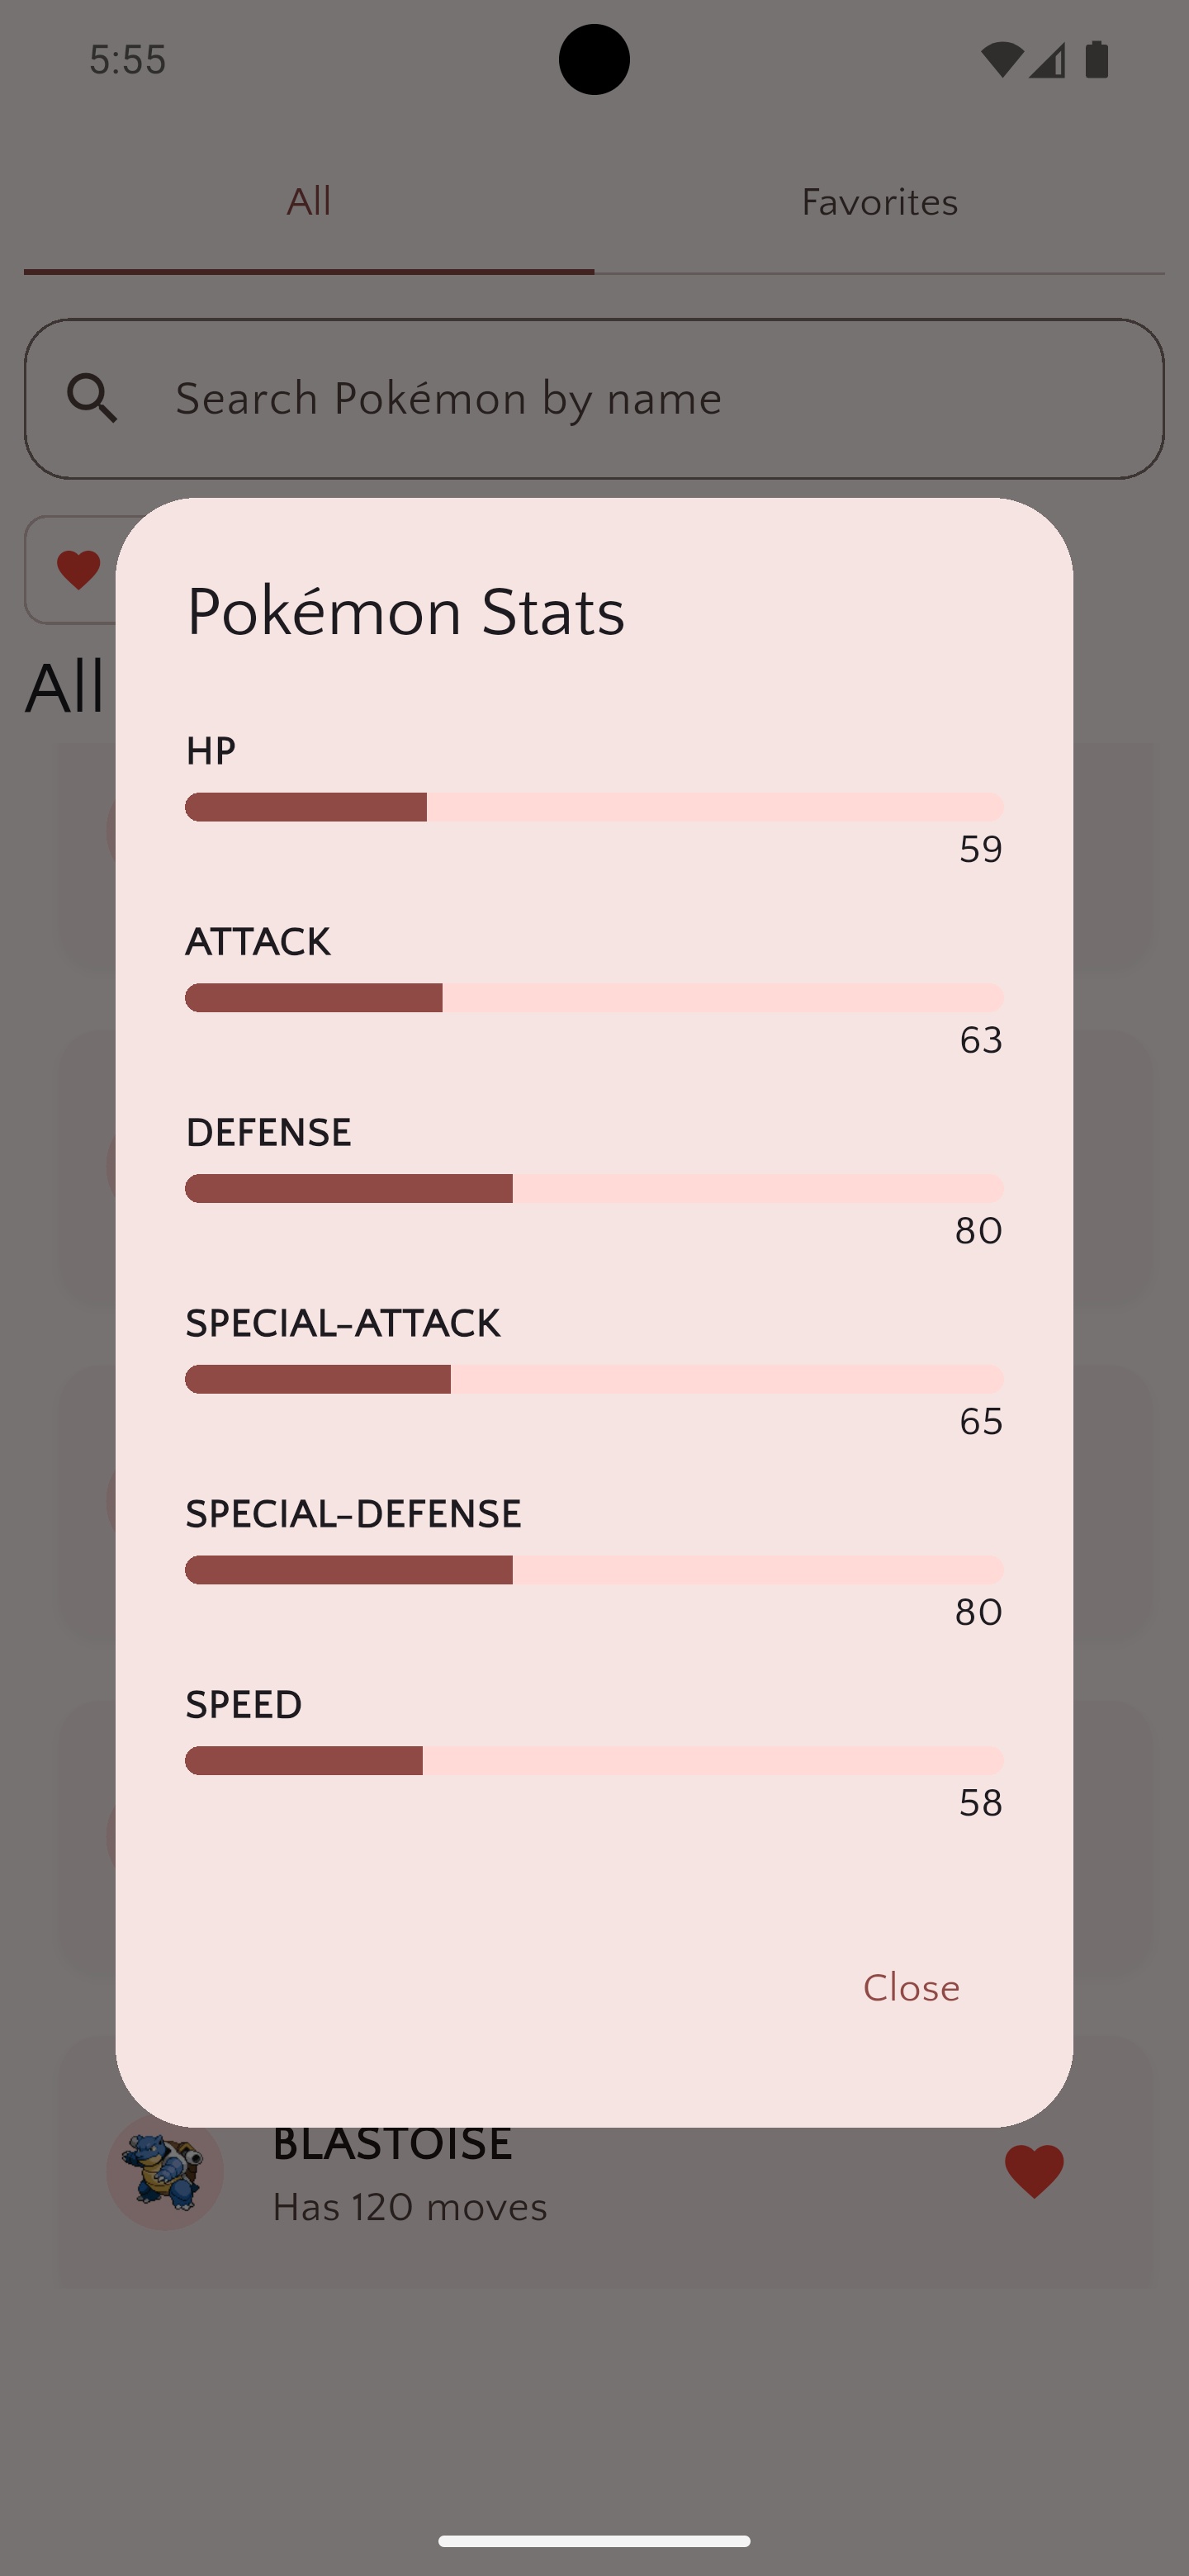 5:55
All
Favorites
Search Pokémon by name
All
Pokémon Stats
HP
59
ATTACK
63
DEFENSE
80
SPECIAL-ATTACK
65
SPECIAL-DEFENSE
80
SPEED
58
Close
BLASTOISE
Has 120 moves